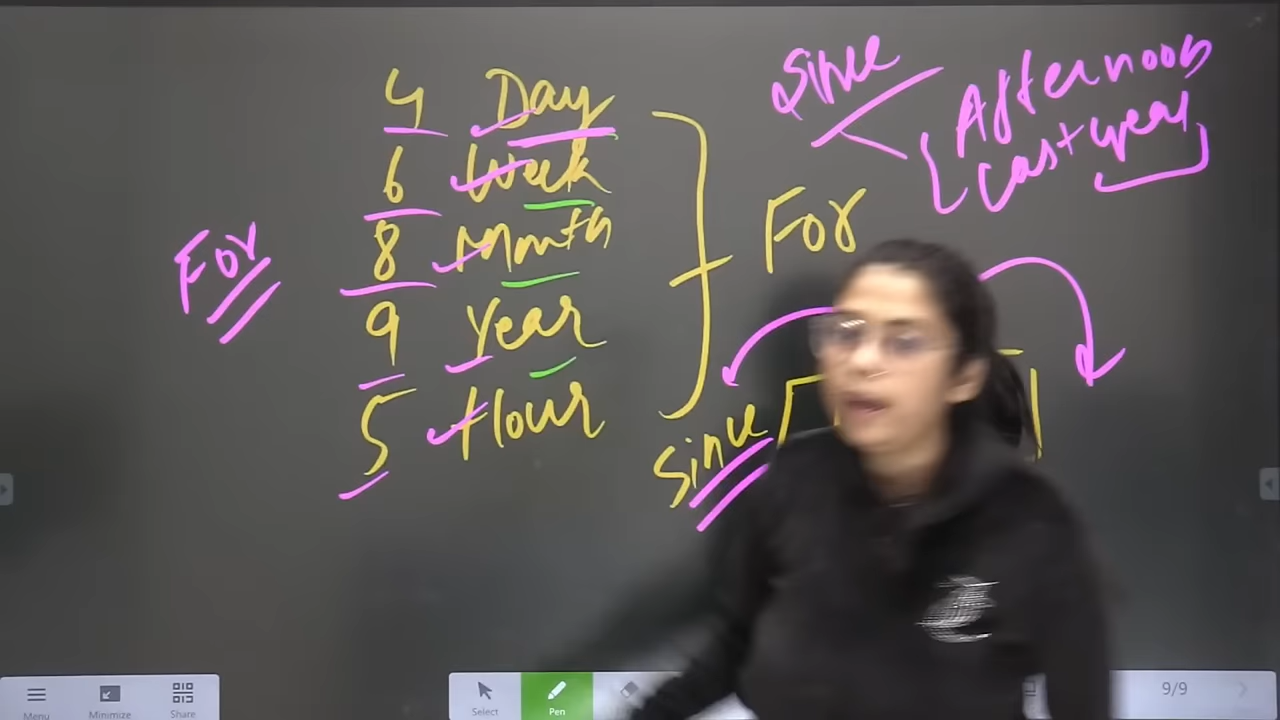 4 Day
6 Week
8 Month
9 Year
5 Hour
For
For
Since
Afternoon
Last year
Since
Menu
Minimize
Share
Select
Pen
9/9